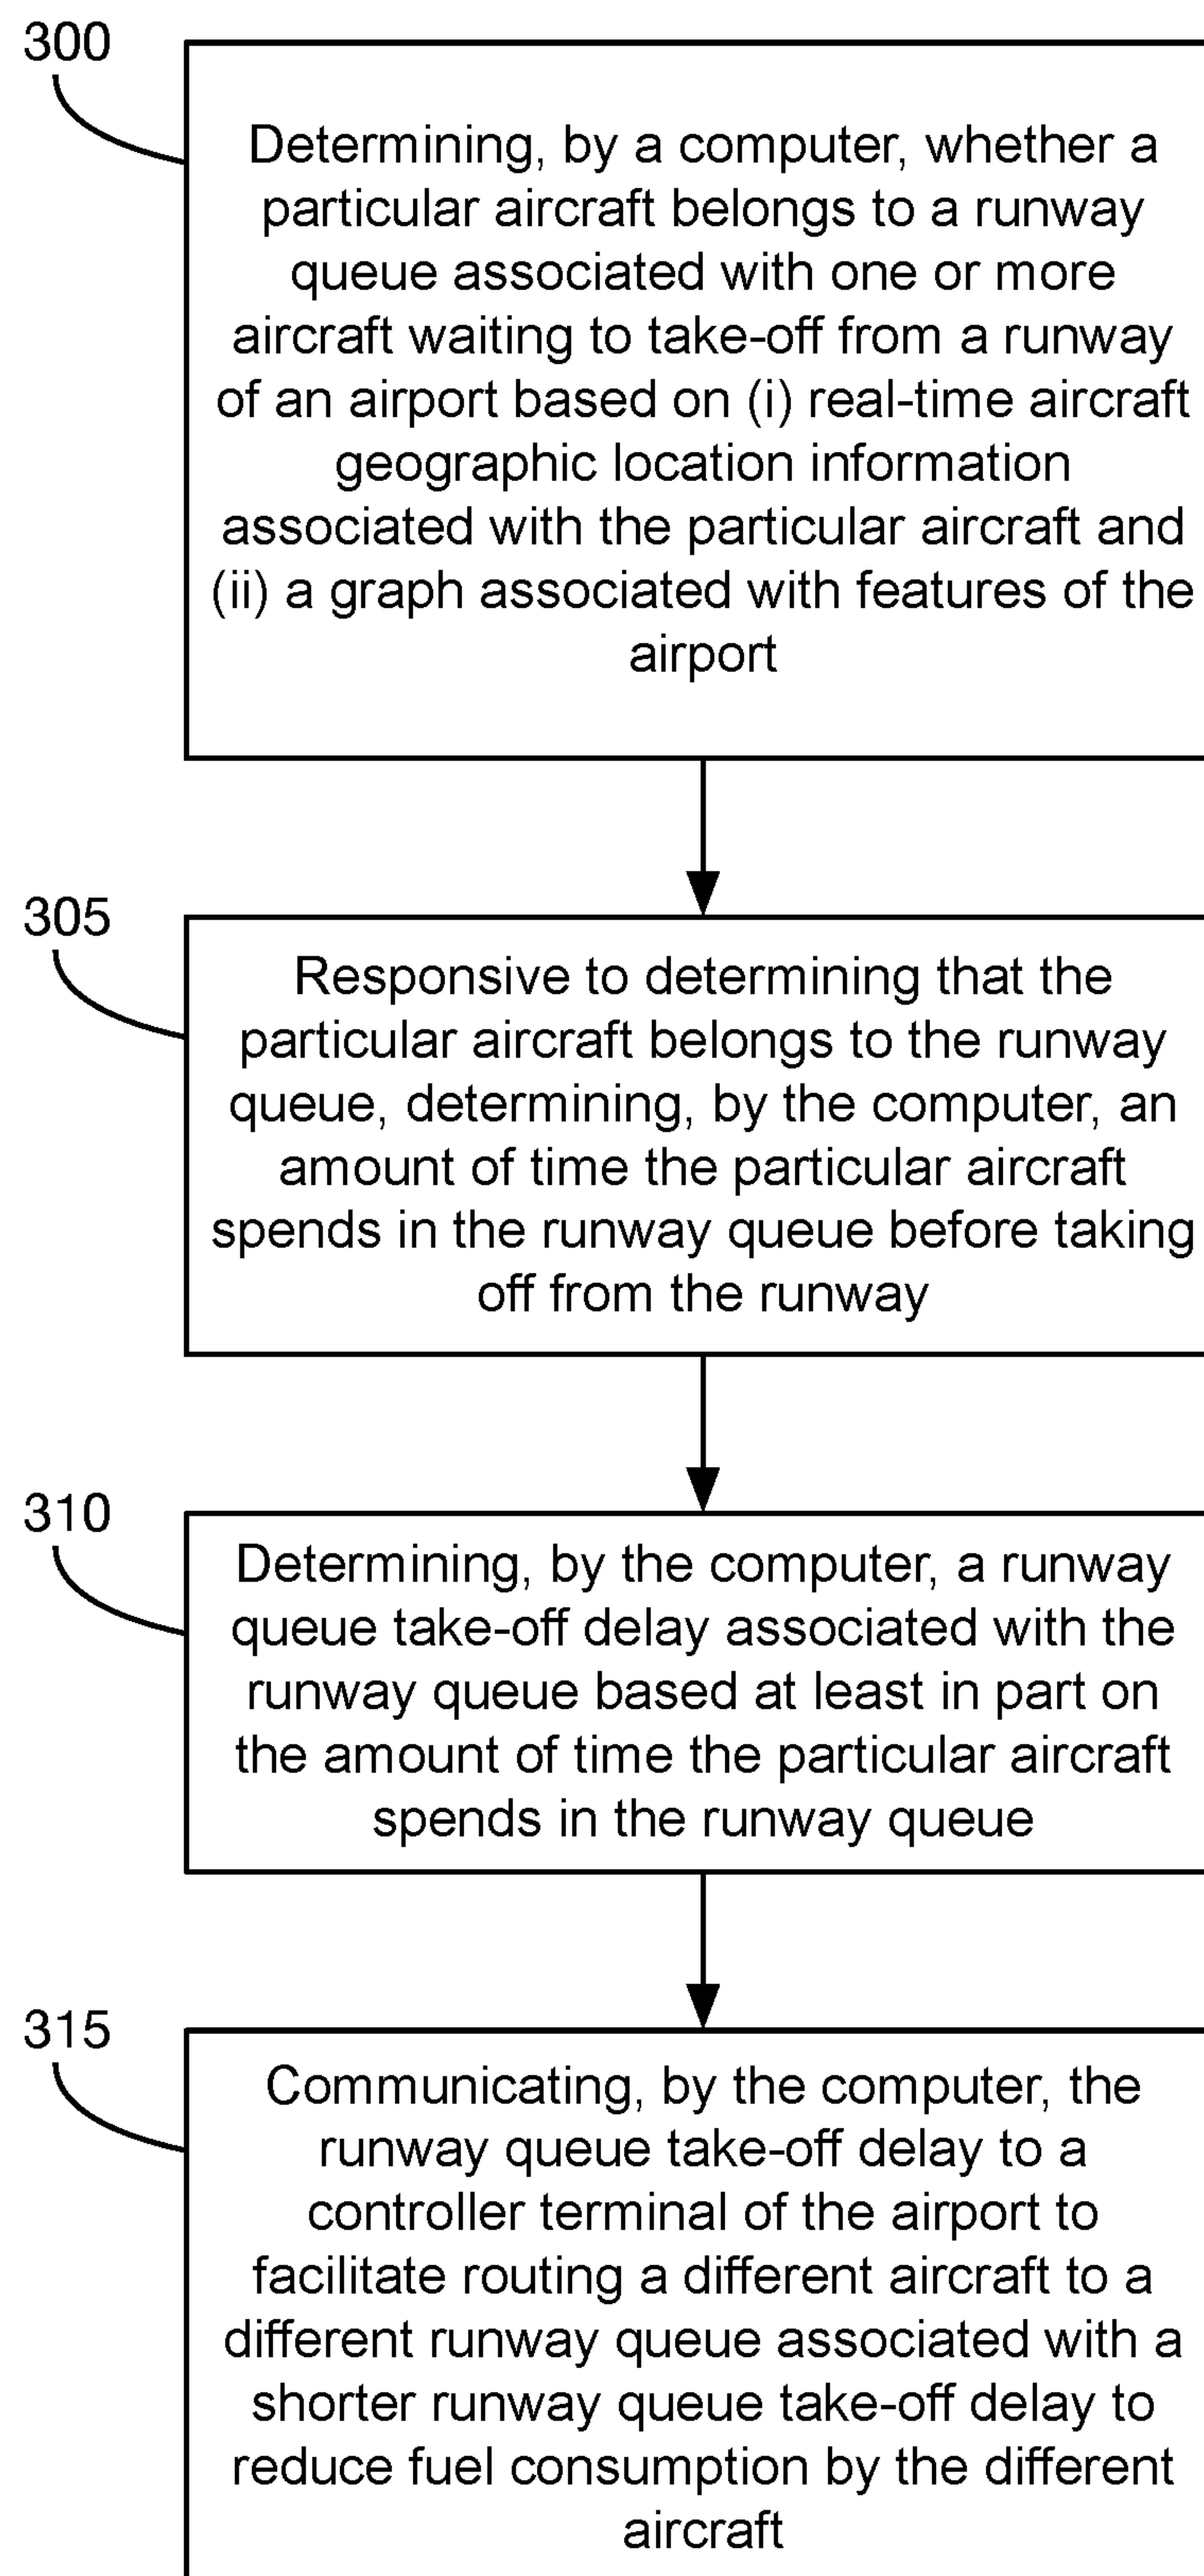 300
Determining, by a computer, whether a
particular aircraft belongs to a runway
queue associated with one or more
aircraft waiting to take-off from a runway
of an airport based on (i) real-time aircraft
geographic location information
associated with the particular aircraft and
(ii) a graph associated with features of the
airport
305
Responsive to determining that the
particular aircraft belongs to the runway
queue, determining, by the computer, an
amount of time the particular aircraft
spends in the runway queue before taking
off from the runway
310
Determining, by the computer, a runway
queue take-off delay associated with the
runway queue based at least in part on
the amount of time the particular aircraft
spends in the runway queue
315
Communicating, by the computer, the
runway queue take-off delay to a
controller terminal of the airport to
facilitate routing a different aircraft to a
different runway queue associated with a
shorter runway queue take-off delay to
reduce fuel consumption by the different
aircraft